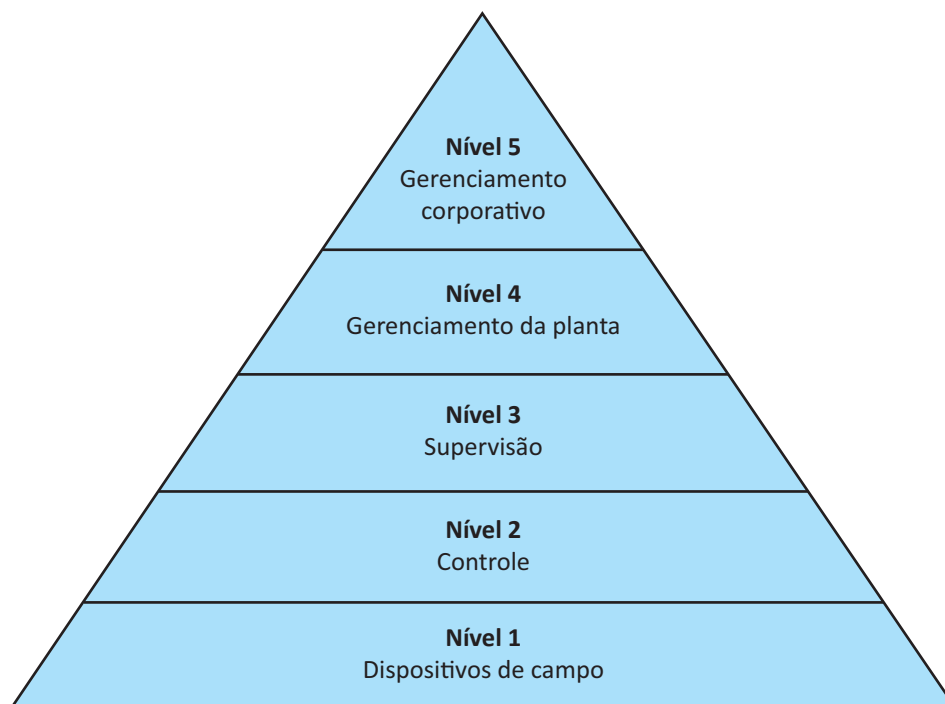 Nível 5
Gerenciamento
corporativo
Nível 4
Gerenciamento da planta
Nível 3
Supervisão
Nível 2
Controle
Nível 1
Dispositivos de campo